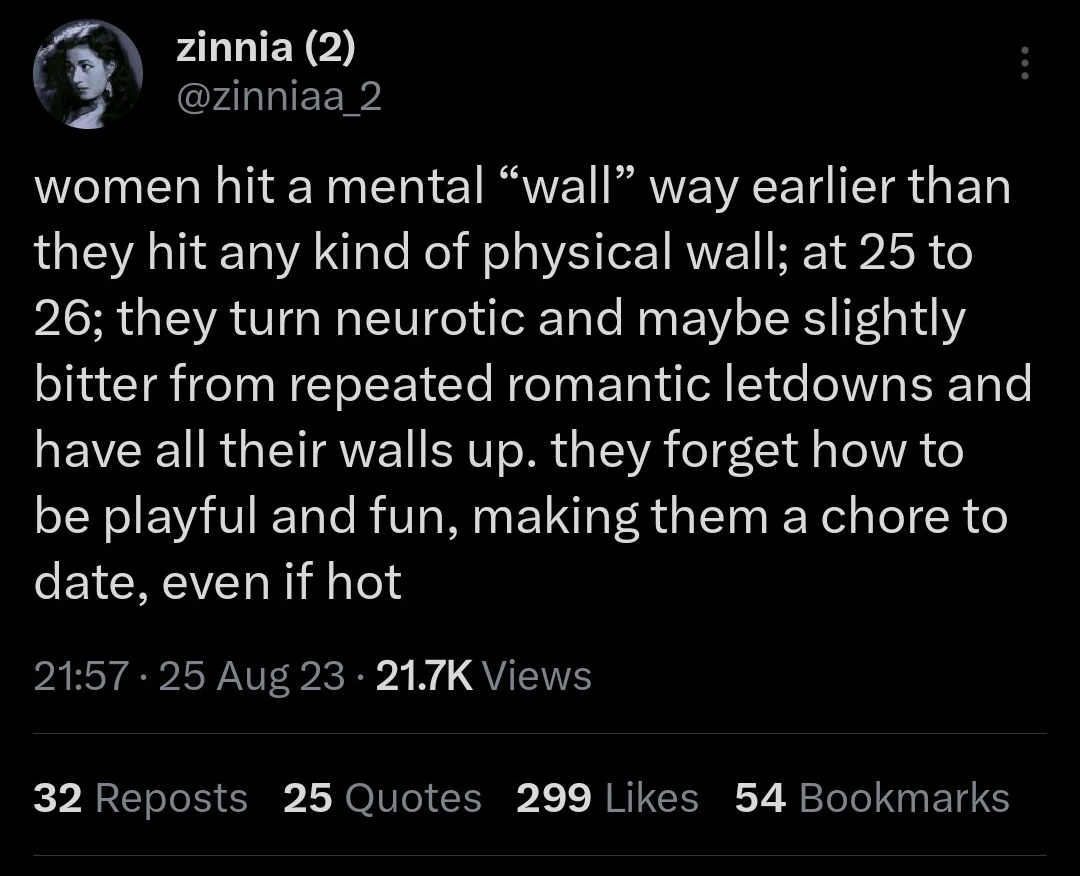 zinnia (2)
@zinniaa_2
women hit a mental “wall” way earlier than
they hit any kind of physical wall; at 25 to
26; they turn neurotic and maybe slightly
bitter from repeated romantic letdowns and
have all their walls up. they forget how to
be playful and fun, making them a chore to
date, even if hot
21:57 · 25 Aug 23 · 21.7K Views
32 Reposts 25 Quotes 299 Likes 54 Bookmarks